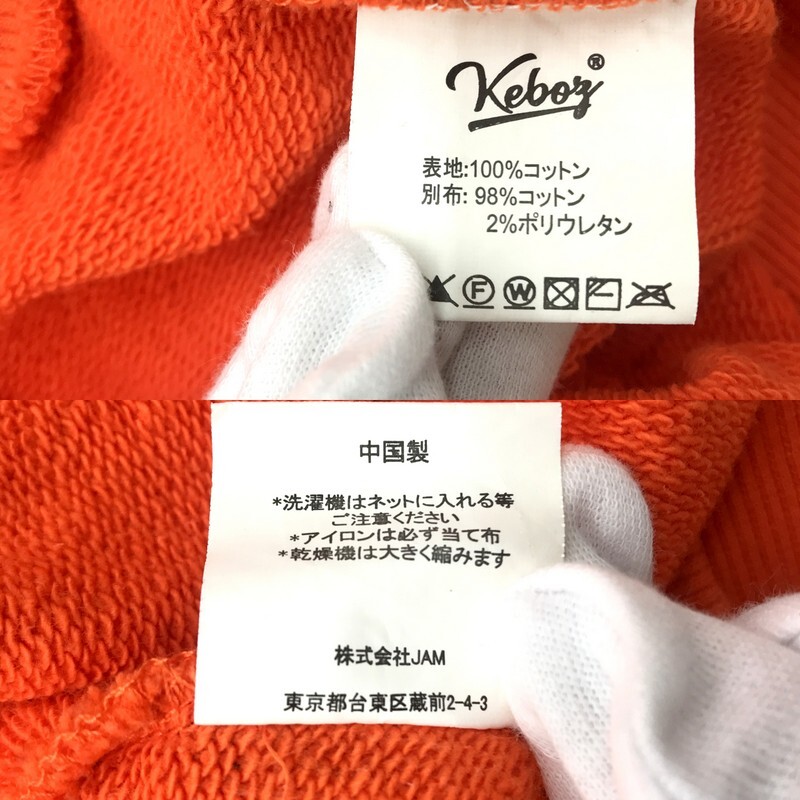 Keboz®
表地:100%コットン
別布:98%コットン
2%ポリウレタン
F W
中国製
*洗濯機はネットに入れる等
ご注意ください
*アイロンは必ず当て布
*乾燥機は大きく縮みます
株式会社JAM
東京都台東区蔵前2-4-3